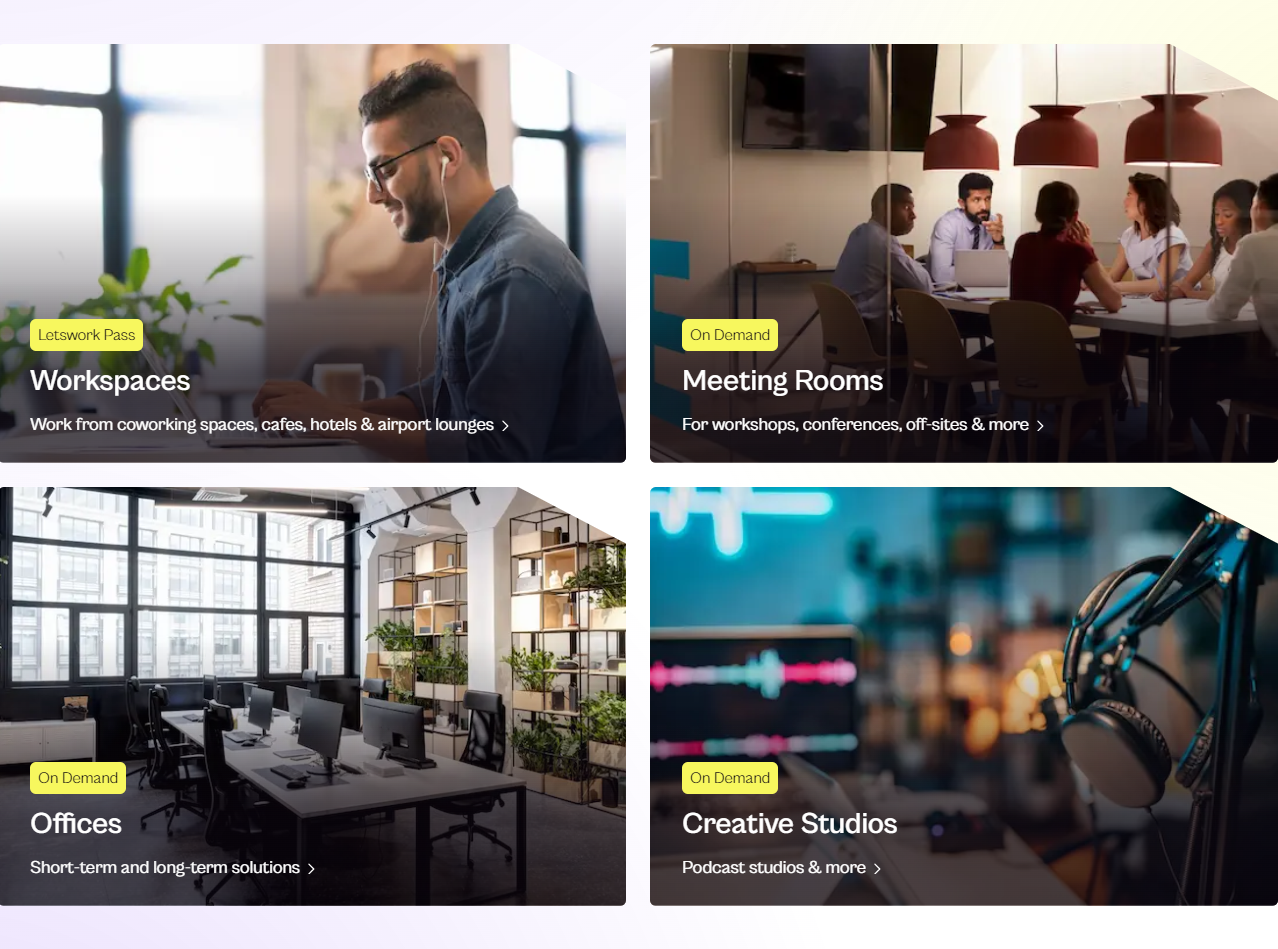 Letswork Pass
Workspaces
Work from coworking spaces, cafes, hotels & airport lounges
On Demand
Meeting Rooms
For workshops, conferences, off-sites & more
On Demand
Offices
Short-term and long-term solutions
On Demand
Creative Studios
Podcast studios & more